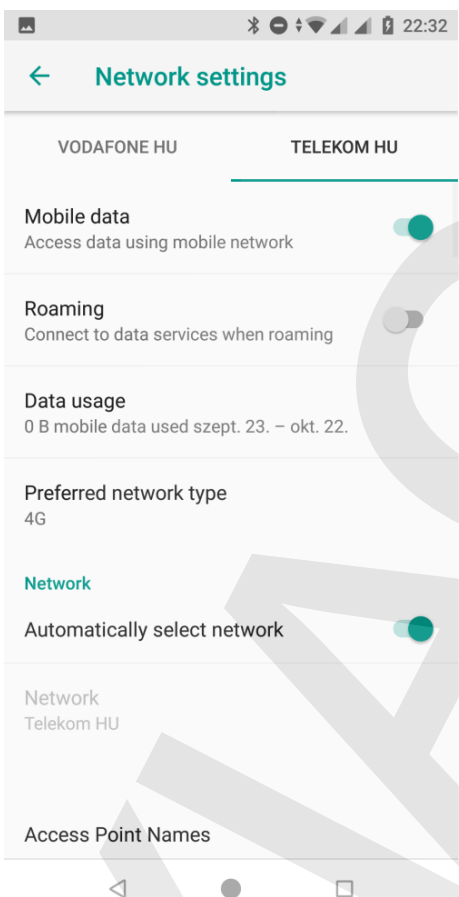 22:32
Network settings
VODAFONE HU
TELEKOM HU
Mobile data
Access data using mobile network
Roaming
Connect to data services when roaming
Data usage
0 B mobile data used szept. 23. – okt. 22.
Preferred network type
4G
Network
Automatically select network
Network
Telekom HU
Access Point Names